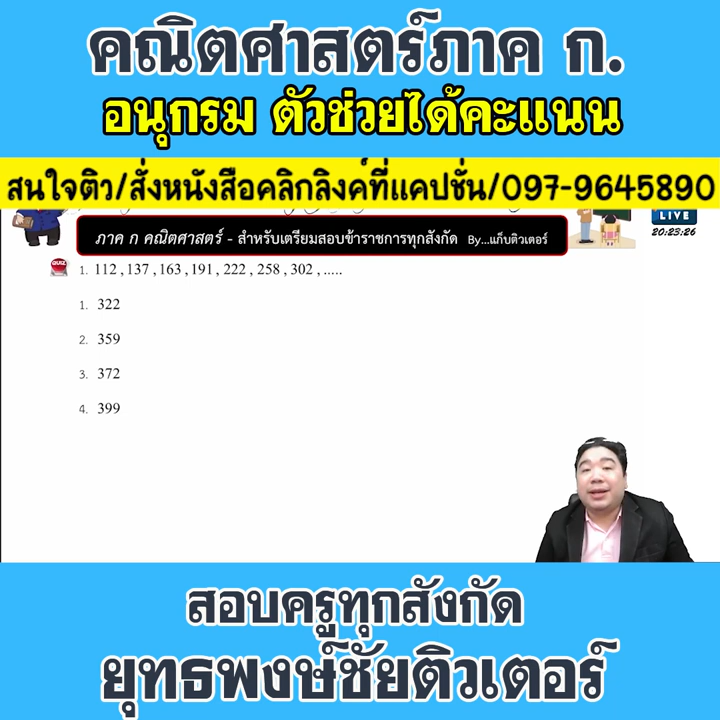 คณิตศาสตร์ภาค ก.
อนุกรม ตัวช่วยได้คะแนน
สนใจติว/สั่งหนังสือคลิกลิงค์ที่แคปชั่น/097-9645890
LIVE
20:23:26
ภาค ก คณิตศาสตร์ - สำหรับเตรียมสอบข้าราชการทุกสังกัด By...แก็บติวเตอร์
QUIZ
1. 112 , 137 , 163 , 191 , 222 , 258 , 302 , .....
1. 322
2. 359
3. 372
4. 399
สอบครูทุกสังกัด
ยุทธพงษ์ชัยติวเตอร์